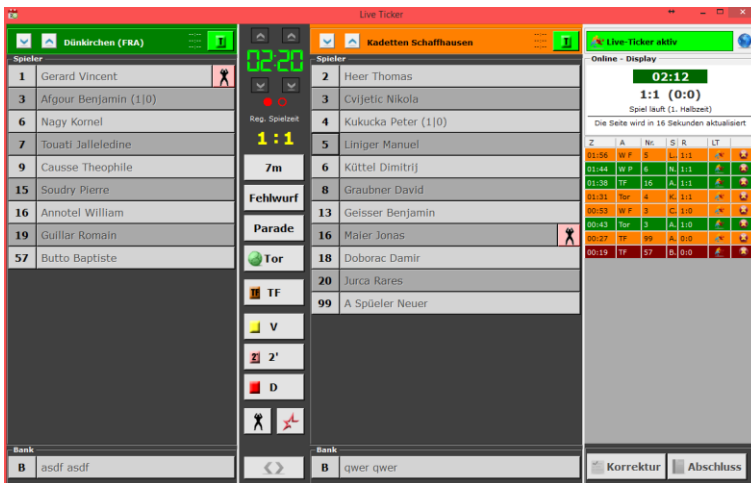 Live Ticker
Dünkirchen (FRA)
Spieler
1 Gerard Vincent
3 Afgour Benjamin (1|0)
6 Nagy Kornel
7 Touati Jalleledine
9 Causse Theophile
15 Soudry Pierre
16 Annotel William
19 Guillar Romain
57 Butto Baptiste
Bank
B asdf asdf
02:20
Reg. Spielzeit
1:1
7m
Fehlwurf
Parade
Tor
TF TF
V
2' 2'
D
Kadetten Schaffhausen
Spieler
2 Heer Thomas
3 Cvijetic Nikola
4 Kukucka Peter (1|0)
5 Liniger Manuel
6 Küttel Dimitrij
8 Graubner David
13 Geisser Benjamin
16 Maier Jonas
18 Doborac Damir
20 Jurca Rares
99 A Spüeler Neuer
Bank
B qwer qwer
Live-Ticker aktiv
Online - Display
02:12
1:1 (0:0)
Spiel läuft (1. Halbzeit)
Die Seite wird in 16 Sekunden aktualisiert
Z A Nr. S R LT
01:56 W F 5 L. 1:1
01:44 W P 6 N. 1:1
01:38 TF 16 A. 1:1
01:31 Tor 4 K. 1:1
00:53 W F 3 C. 1:0
00:43 Tor 3 A. 1:0
00:27 TF 99 A. 0:0
00:19 TF 57 B. 0:0
Korrektur Abschluss